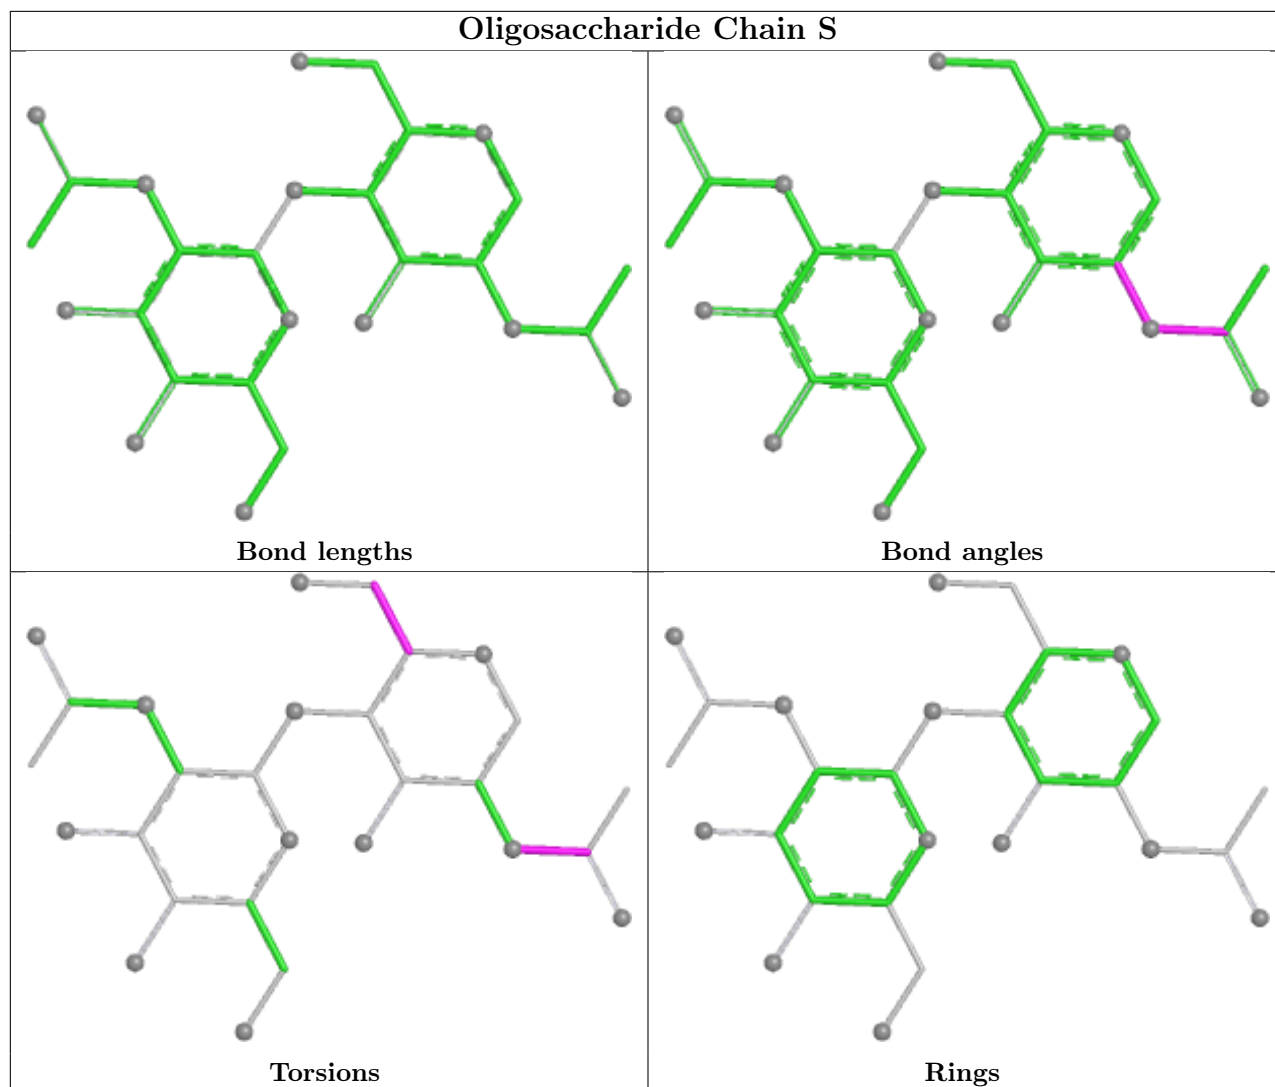 Oligosaccharide Chain S
Bond lengths
Bond angles
Torsions
Rings